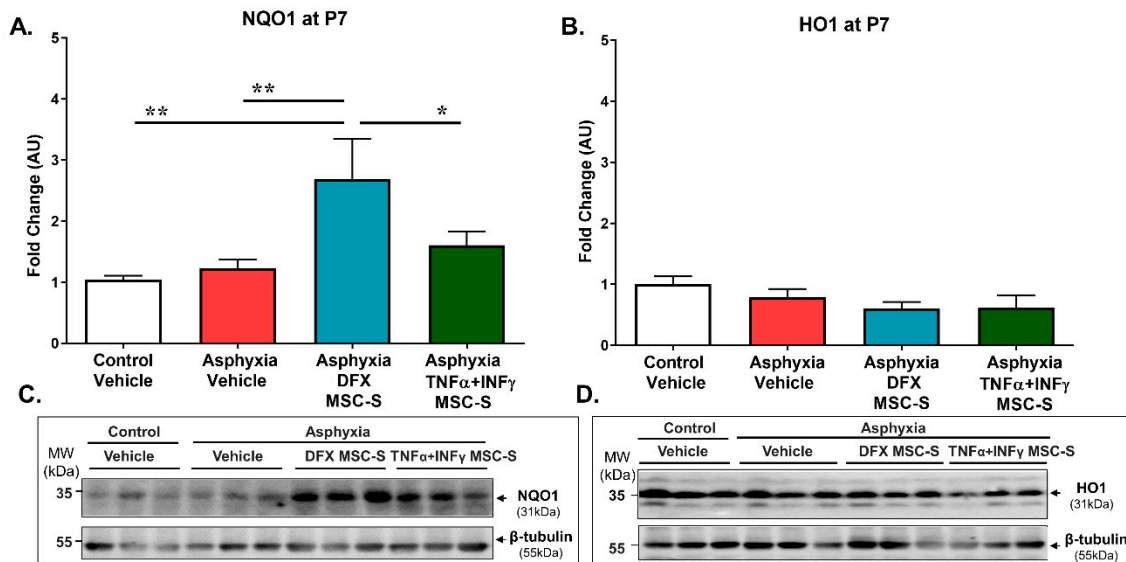 A.
NQO1 at P7
Fold Change (AU)
5
4
3
2
1
0
**
**
*
Control
Vehicle
Asphyxia
Vehicle
Asphyxia
DFX
MSC-S
Asphyxia
TNFα+INFγ
MSC-S
B.
HO1 at P7
Fold Change (AU)
5
4
3
2
1
0
Control
Vehicle
Asphyxia
Vehicle
Asphyxia
DFX
MSC-S
Asphyxia
TNFα+INFγ
MSC-S
C.
Control Asphyxia
MW
(kDa)
Vehicle Vehicle DFX MSC-S TNFα+INFγ MSC-S
35
NQO1
(31kDa)
55
β-tubulin
(55kDa)
D.
Control Asphyxia
MW
(kDa)
Vehicle Vehicle DFX MSC-S TNFα+INFγ MSC-S
35
HO1
(31kDa)
55
β-tubulin
(55kDa)